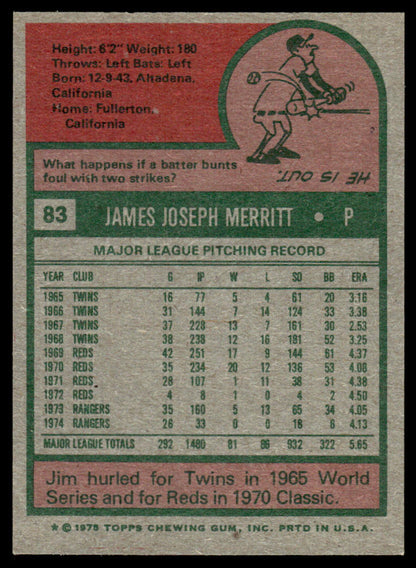 Height: 6'2" Weight: 180
Throws: Left Bats: Left
Born: 12-9-43, Altadena,
California
Home: Fullerton,
California
What happens if a batter bunts
foul with two strikes?
HE IS OUT.
83 JAMES JOSEPH MERRITT • P
MAJOR LEAGUE PITCHING RECORD
YEAR CLUB G IP W L SO BB ERA
1965 TWINS 16 77 5 4 61 20 3.16
1966 TWINS 31 144 7 14 124 33 3.38
1967 TWINS 37 228 13 7 161 30 2.53
1968 TWINS 38 238 12 16 181 52 3.25
1969 REDS 42 251 17 9 144 61 4.37
1970 REDS 35 234 20 12 136 53 4.08
1971 REDS 28 107 1 11 38 31 4.38
1972 REDS 4 8 1 0 4 2 4.50
1973 RANGERS 35 160 5 13 65 34 4.05
1974 RANGERS 26 33 0 0 18 6 4.09
MAJOR LEAGUE TOTALS 292 1480 81 86 932 322 5.65
Jim hurled for Twins in 1965 World
Series and for Reds in 1970 Classic.
* © 1975 TOPPS CHEWING GUM, INC. PRTD IN U.S.A.